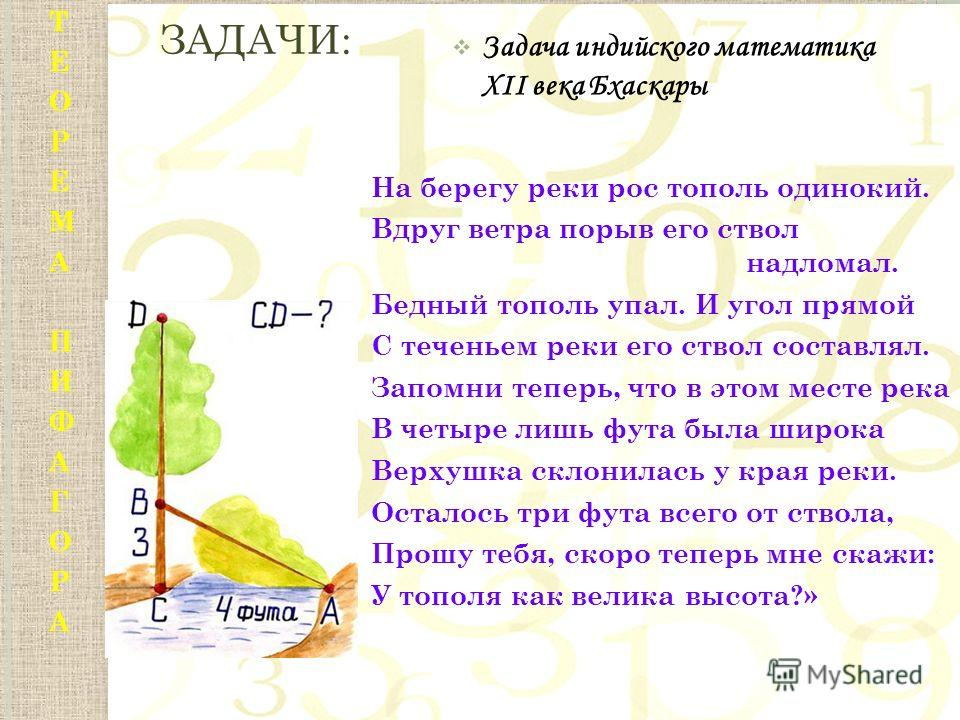 ТЕОРЕМА ПИФАГОРА
ЗАДАЧИ:
Задача индийского математика
XII века Бхаскары
На берегу реки рос тополь одинокий.
Вдруг ветра порыв его ствол
надломал.
Бедный тополь упал. И угол прямой
С теченьем реки его ствол составлял.
Запомни теперь, что в этом месте река
В четыре лишь фута была широка
Верхушка склонилась у края реки.
Осталось три фута всего от ствола,
Прошу тебя, скоро теперь мне скажи:
У тополя как велика высота?»
D CD-?
B
3
C 4 фута A
MyShared